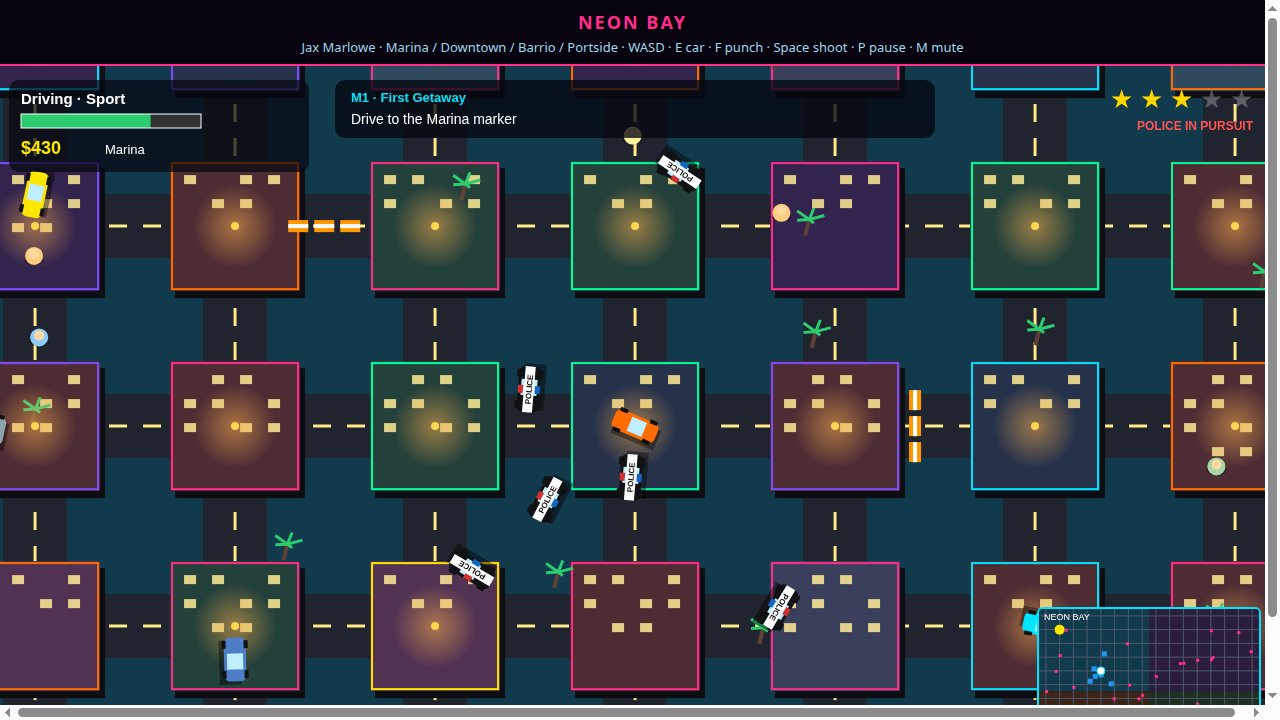 NEON BAY
Jax Marlowe · Marina / Downtown / Barrio / Portside · WASD · E car · F punch · Space shoot · P pause · M mute
Driving · Sport
$430 Marina
M1 · First Getaway
Drive to the Marina marker
POLICE IN PURSUIT
POLICE
POLICE
POLICE
POLICE
POLICE
POLICE
NEON BAY